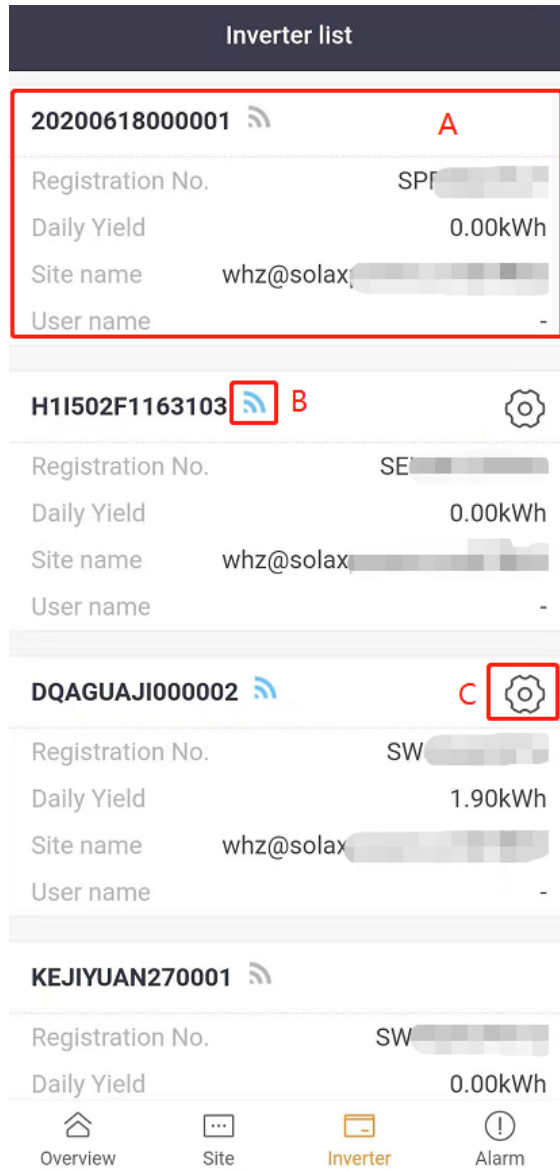 Inverter list
20200618000001 A
Registration No. SPF
Daily Yield 0.00kWh
Site name whz@solax
User name -
H1I502F1163103 B
Registration No. SE
Daily Yield 0.00kWh
Site name whz@solax
User name -
DQAGUAJI000002 C
Registration No. SW
Daily Yield 1.90kWh
Site name whz@solax
User name -
KEJIYUAN270001
Registration No. SW
Daily Yield 0.00kWh
Overview Site Inverter Alarm